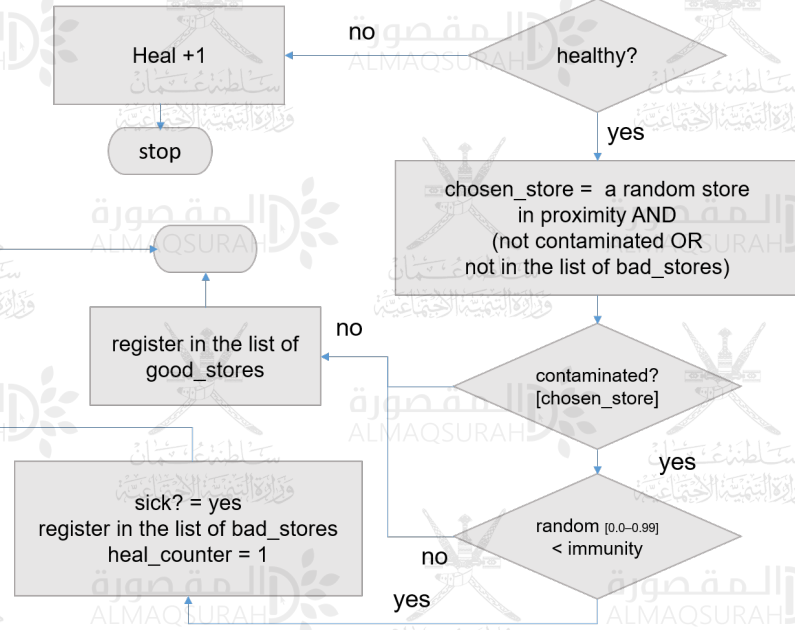 Heal +1
no
healthy?
stop
yes
chosen_store = a random store
in proximity AND
(not contaminated OR
not in the list of bad_stores)
register in the list of
good_stores
no
contaminated?
[chosen_store]
yes
sick? = yes
register in the list of bad_stores
heal_counter = 1
random [0.0–0.99]
< immunity
no
yes
المقصورة
ALMAQSURAH
سلطنة عمان
وزارة التنمية الاجتماعية